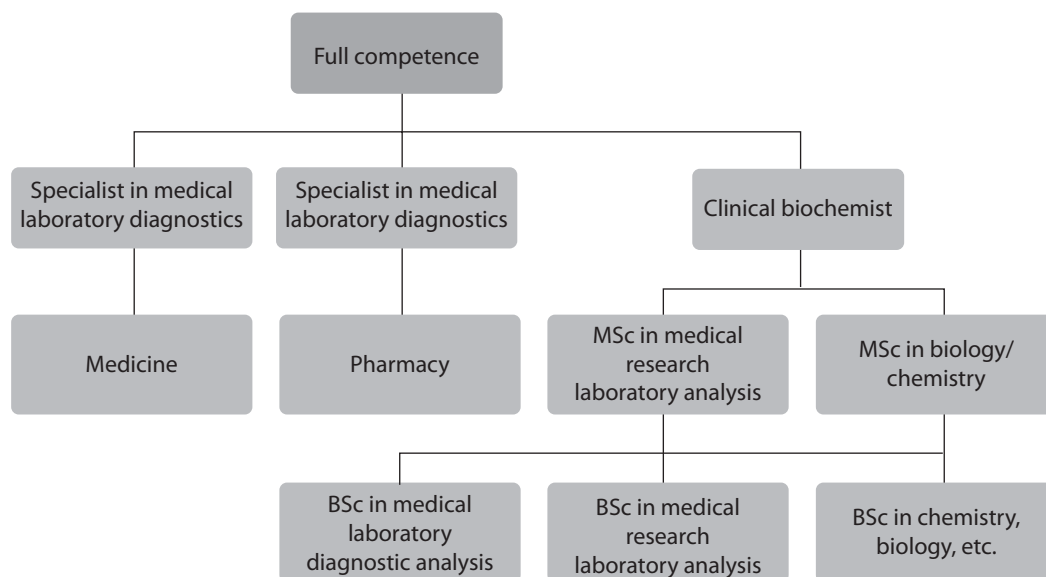 Full competence
Specialist in medical
laboratory diagnostics
Specialist in medical
laboratory diagnostics
Clinical biochemist
Medicine
Pharmacy
MSc in medical
research
laboratory analysis
MSc in biology/
chemistry
BSc in medical
laboratory
diagnostic analysis
BSc in medical
research
laboratory analysis
BSc in chemistry,
biology, etc.